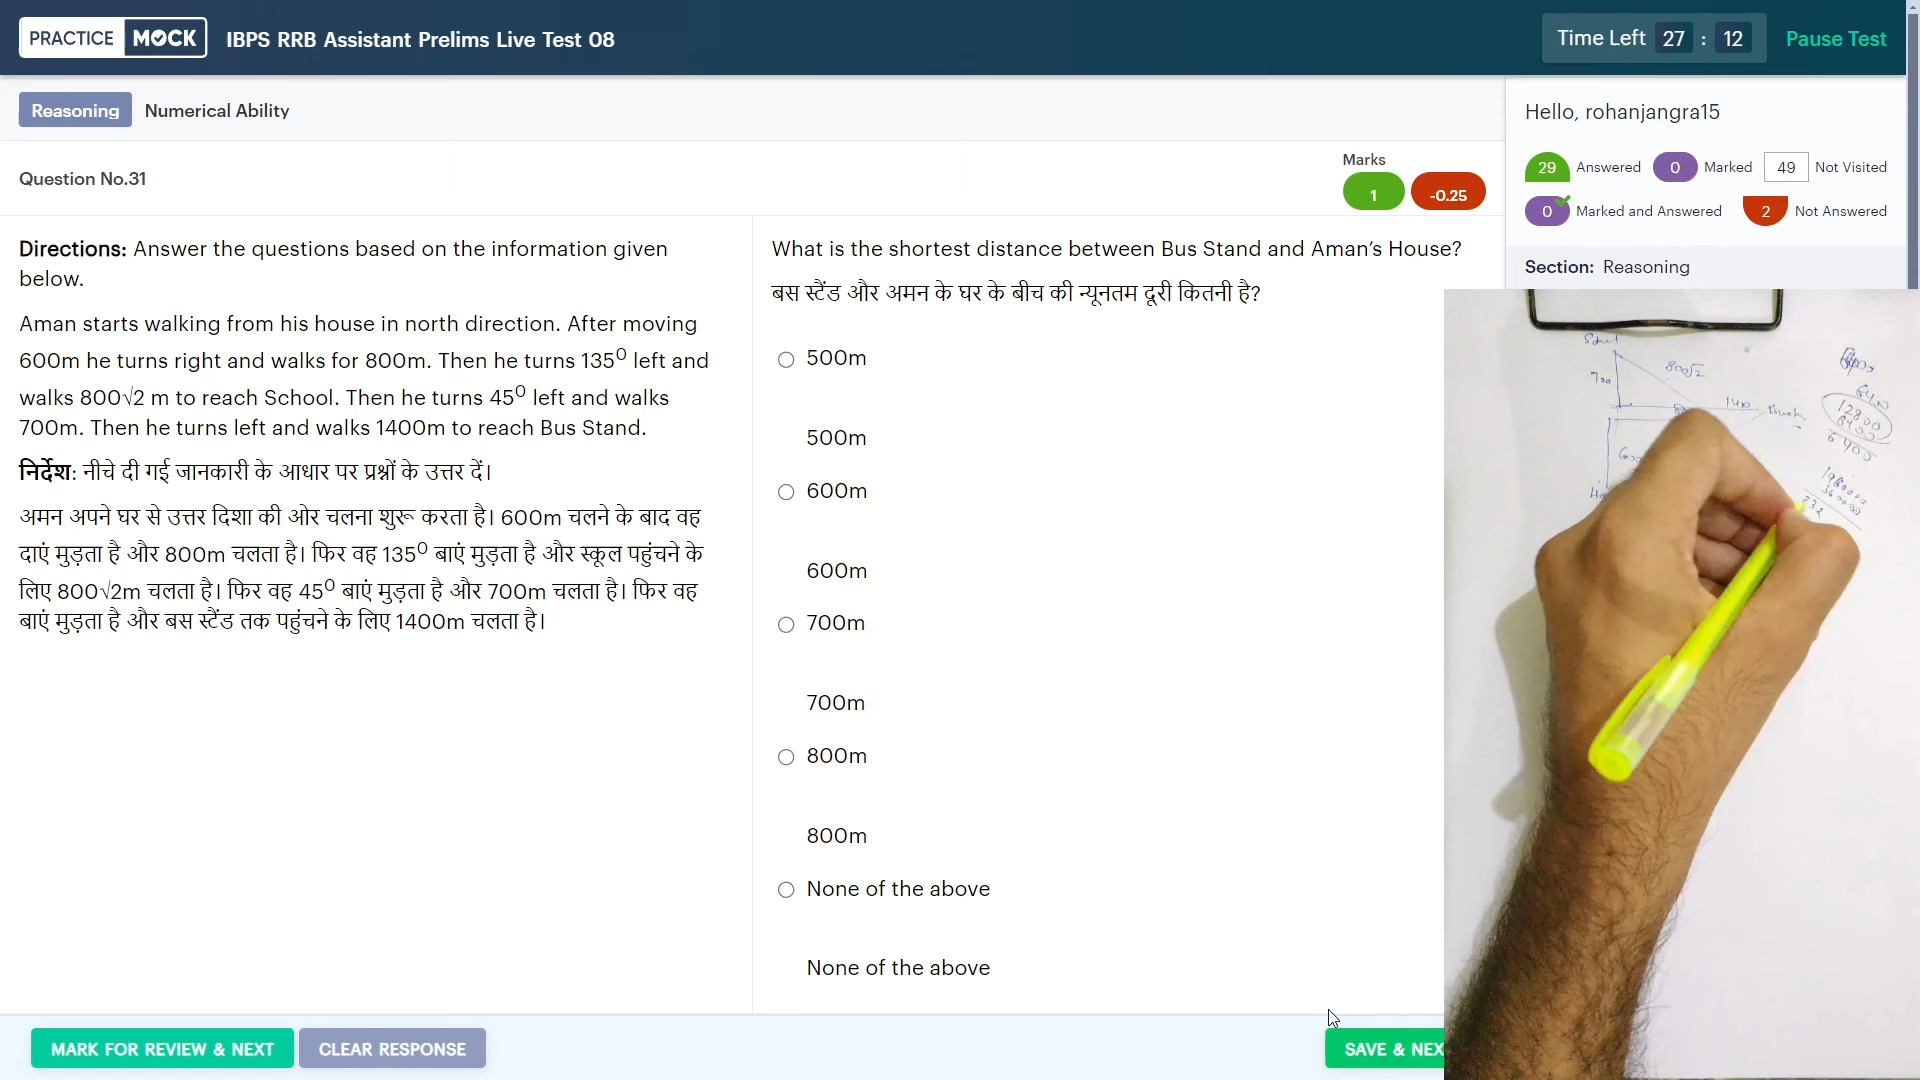 PRACTICE MOCK
IBPS RRB Assistant Prelims Live Test 08
Time Left 27 : 12
Pause Test
Reasoning
Numerical Ability
Hello, rohanjangra15
Question No.31
Marks
1
-0.25
29 Answered
0 Marked
49 Not Visited
0 Marked and Answered
2 Not Answered
Section: Reasoning
Directions: Answer the questions based on the information given
below.
Aman starts walking from his house in north direction. After moving
600m he turns right and walks for 800m. Then he turns 135⁰ left and
walks 800√2 m to reach School. Then he turns 45⁰ left and walks
700m. Then he turns left and walks 1400m to reach Bus Stand.
निर्देश: नीचे दी गई जानकारी के आधार पर प्रश्नों के उत्तर दें।
अमन अपने घर से उत्तर दिशा की ओर चलना शुरू करता है। 600m चलने के बाद वह
दाएं मुड़ता है और 800m चलता है। फिर वह 135⁰ बाएं मुड़ता है और स्कूल पहुंचने के
लिए 800√2m चलता है। फिर वह 45⁰ बाएं मुड़ता है और 700m चलता है। फिर वह
बाएं मुड़ता है और बस स्टैंड तक पहुंचने के लिए 1400m चलता है।
What is the shortest distance between Bus Stand and Aman's House?
बस स्टैंड और अमन के घर के बीच की न्यूनतम दूरी कितनी है?
500m
500m
600m
600m
700m
700m
800m
800m
None of the above
None of the above
700
800√2
1400
6400
12800
6400
6400
MARK FOR REVIEW & NEXT
CLEAR RESPONSE
SAVE &